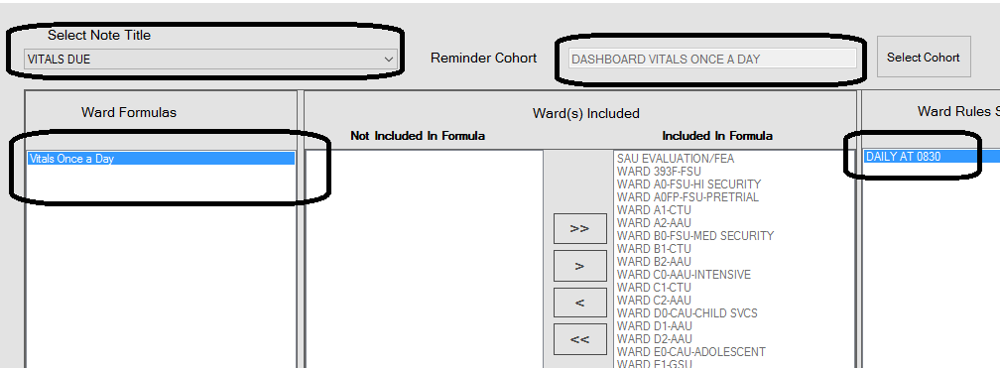 Select Note Title
VITALS DUE
Reminder Cohort
DASHBOARD VITALS ONCE A DAY
Select Cohort
Ward Formulas
Ward(s) Included
Ward Rules S
Not Included In Formula
Included In Formula
Vitals Once a Day
DAILY AT 0830
SAU EVALUATION/FEA
WARD 393F-FSU
WARD A0-FSU-HI SECURITY
WARD A0FP-FSU-PRETRIAL
WARD A1-CTU
WARD A2-AAU
WARD B0-FSU-MED SECURITY
WARD B1-CTU
WARD B2-AAU
WARD C0-AAU-INTENSIVE
WARD C1-CTU
WARD C2-AAU
WARD D0-CAU-CHILD SVCS
WARD D1-AAU
WARD D2-AAU
WARD E0-CAU-ADOLESCENT
WARD E1-GSU
>>
>
<
<<